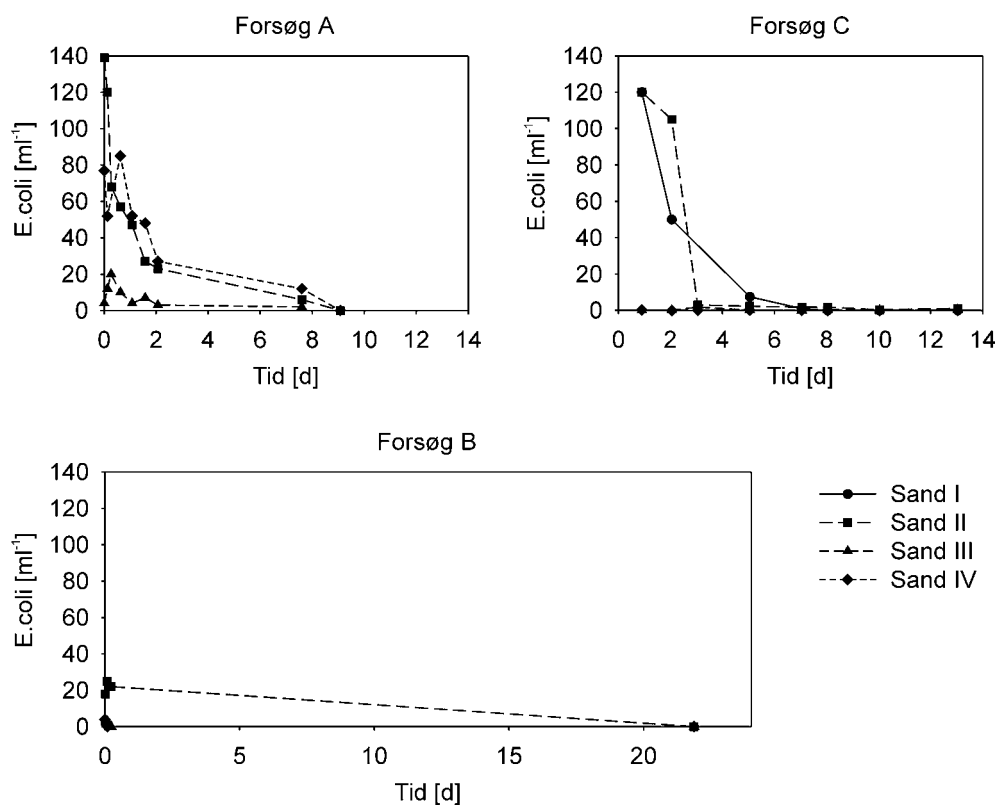 Forsøg A
140
120
100
80
60
40
20
0
E.coli [ml⁻¹]
0 2 4 6 8 10 12 14
Tid [d]
Forsøg C
140
120
100
80
60
40
20
0
E.coli [ml⁻¹]
0 2 4 6 8 10 12 14
Tid [d]
Forsøg B
140
120
100
80
60
40
20
0
E.coli [ml⁻¹]
0 5 10 15 20
Tid [d]
Sand I
Sand II
Sand III
Sand IV